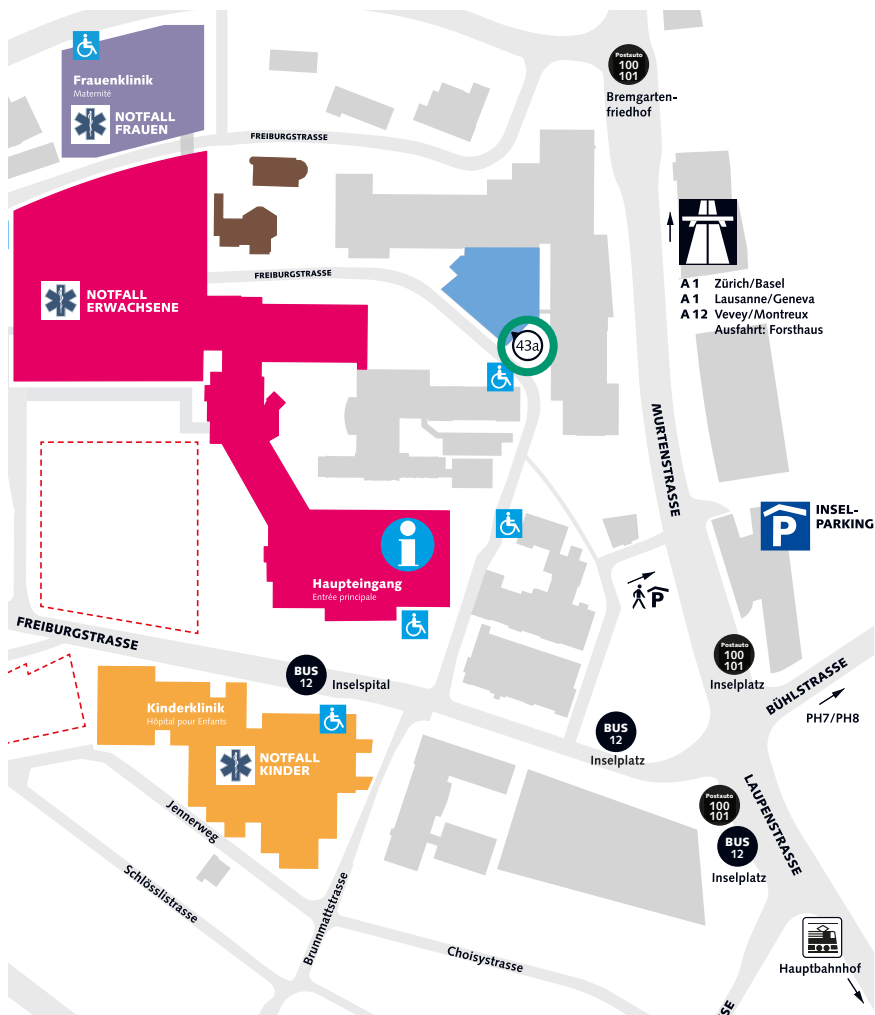 Frauenklinik
Maternité
NOTFALL
FRAUEN
Postauto
100
101
Bremgarten-
friedhof
FREIBURGSTRASSE
FREIBURGSTRASSE
NOTFALL
ERWACHSENE
A 1 Zürich/Basel
A 1 Lausanne/Geneva
A 12 Vevey/Montreux
Ausfahrt: Forsthaus
43a
MURTENSTRASSE
P
INSEL-
PARKING
i
Haupteingang
Entrée principale
P
FREIBURGSTRASSE
BUS
12
Inselspital
Postauto
100
101
Inselplatz
BÜHLSTRASSE
PH7/PH8
Kinderklinik
Hôpital pour Enfants
NOTFALL
KINDER
BUS
12
Inselplatz
Postauto
100
101
BUS
12
Inselplatz
LAUPENSTRASSE
Jennerweg
Schlösslistrasse
Brunnmattstrasse
Choisystrasse
Hauptbahnhof
SSE